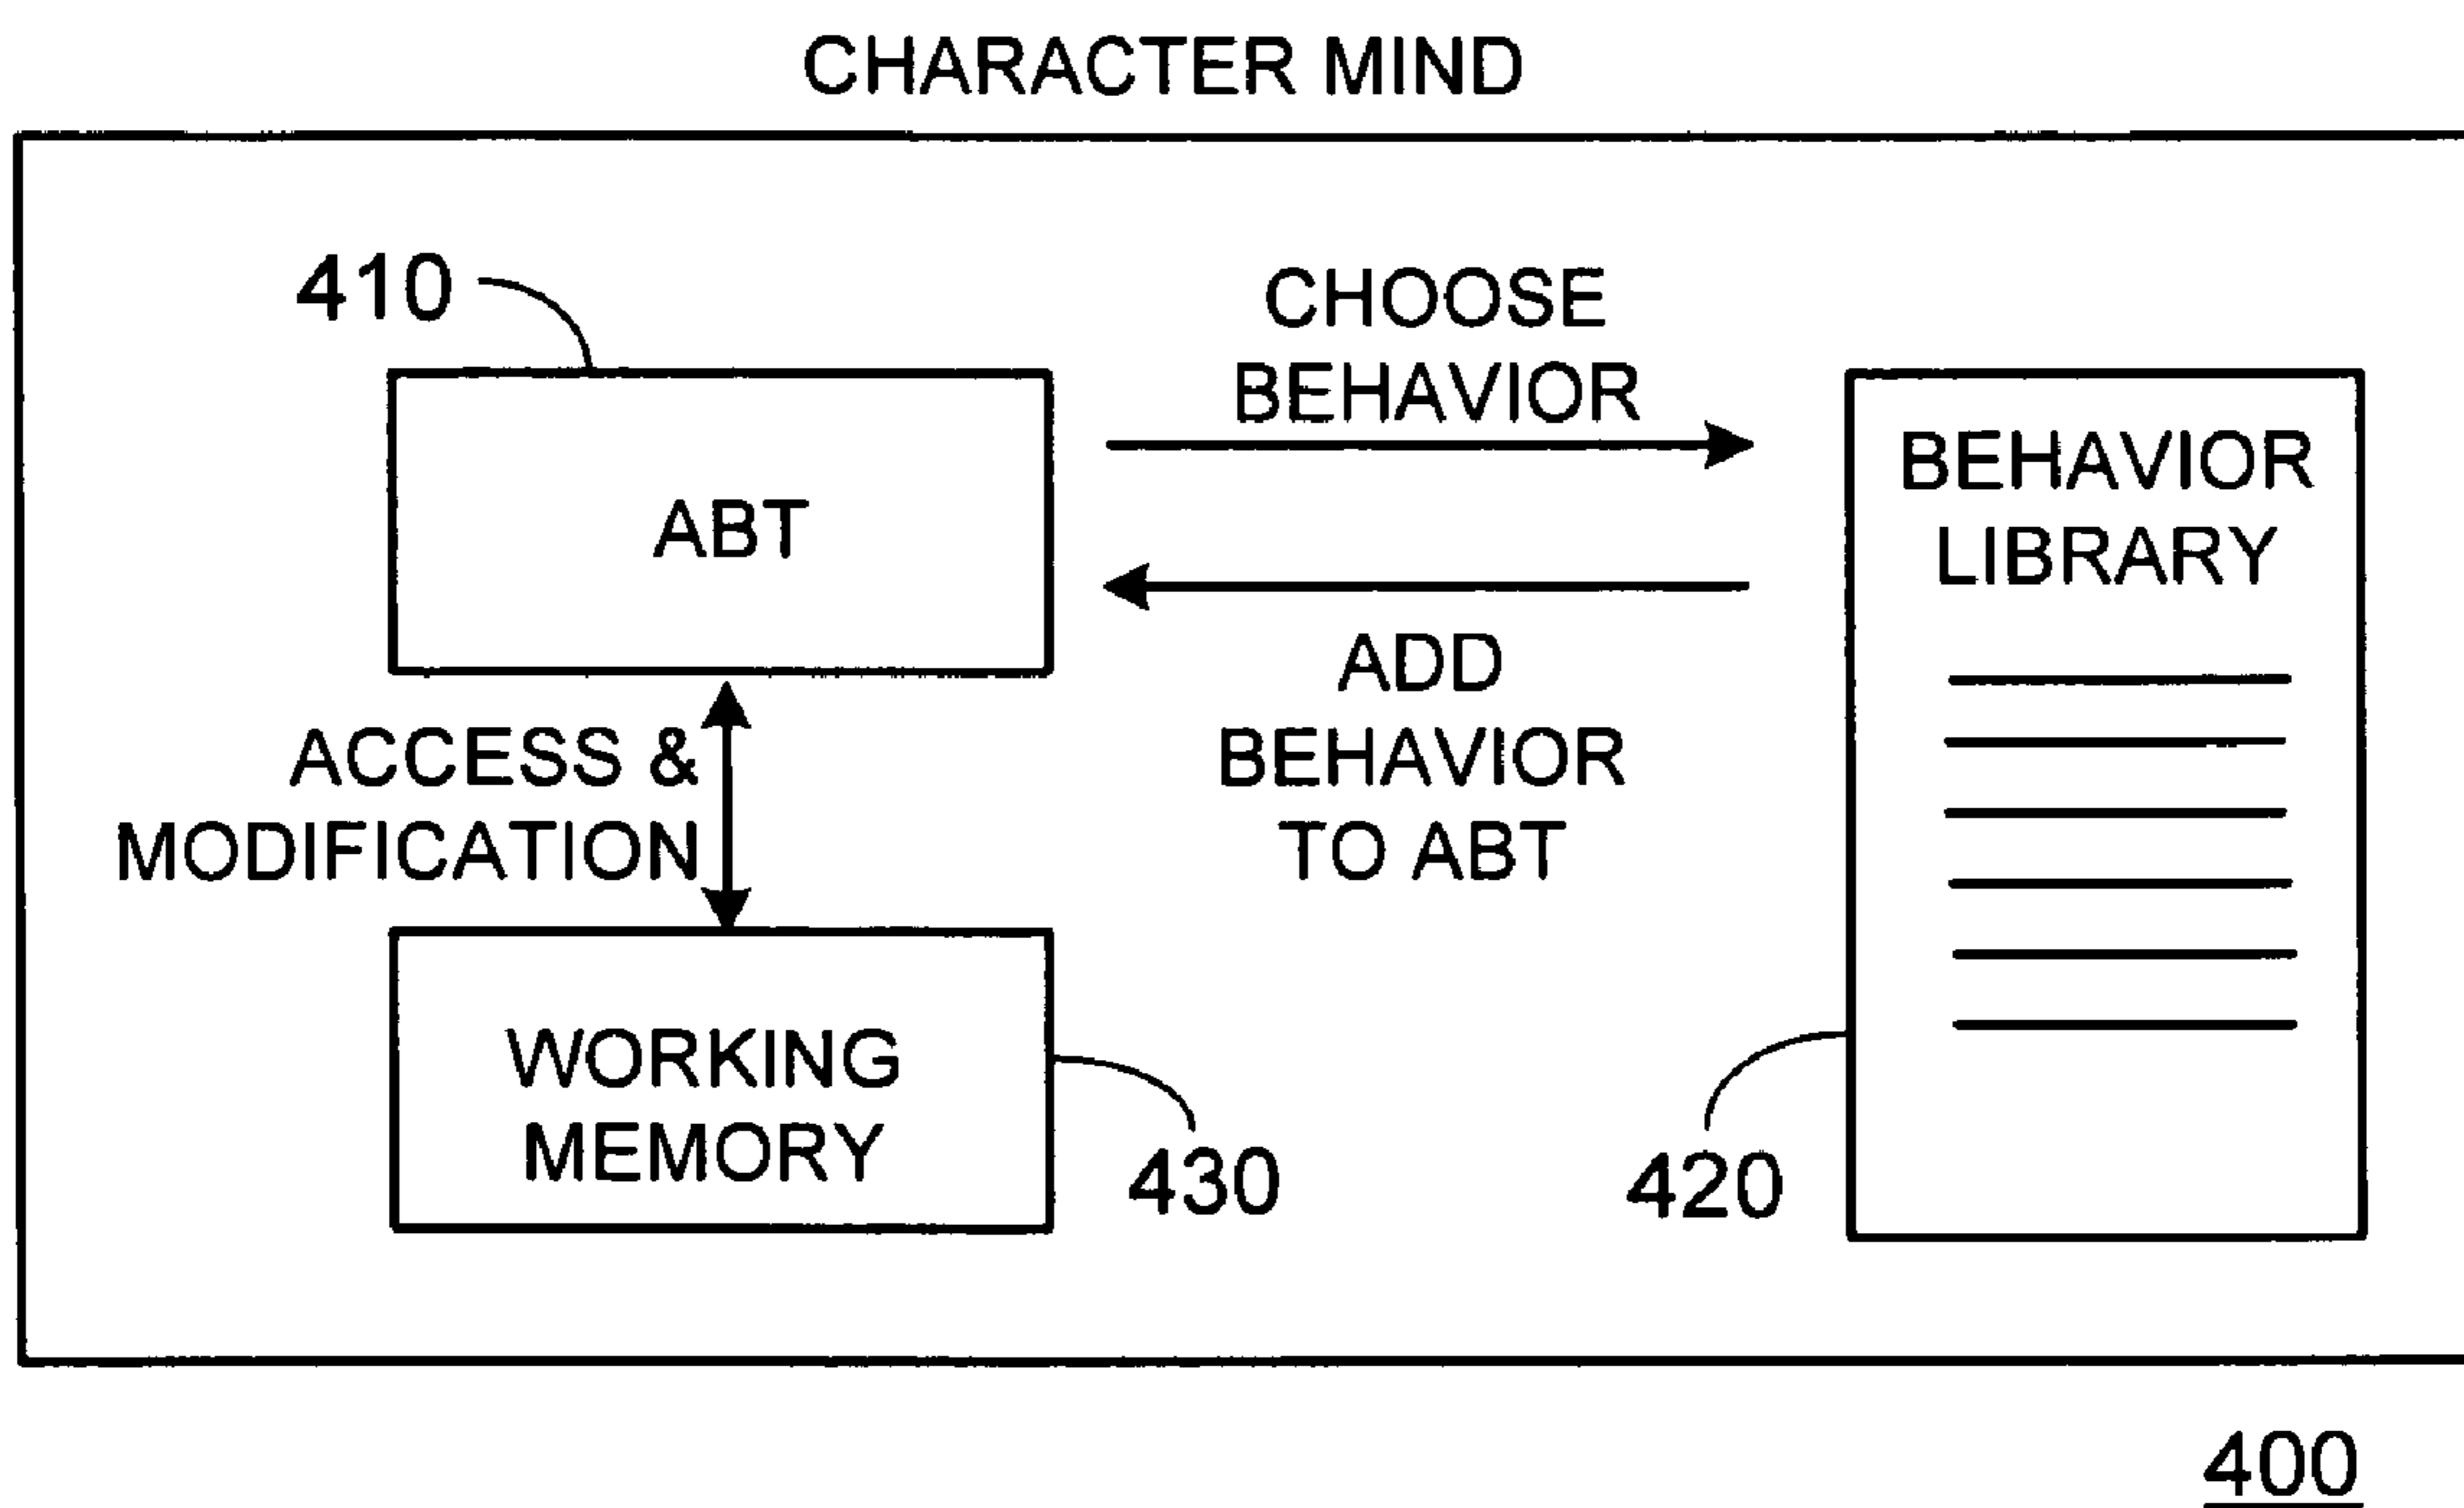 CHARACTER MIND
410
CHOOSE
BEHAVIOR
ABT
BEHAVIOR
LIBRARY
ADD
BEHAVIOR
TO ABT
ACCESS &
MODIFICATION
WORKING
MEMORY
430
420
400